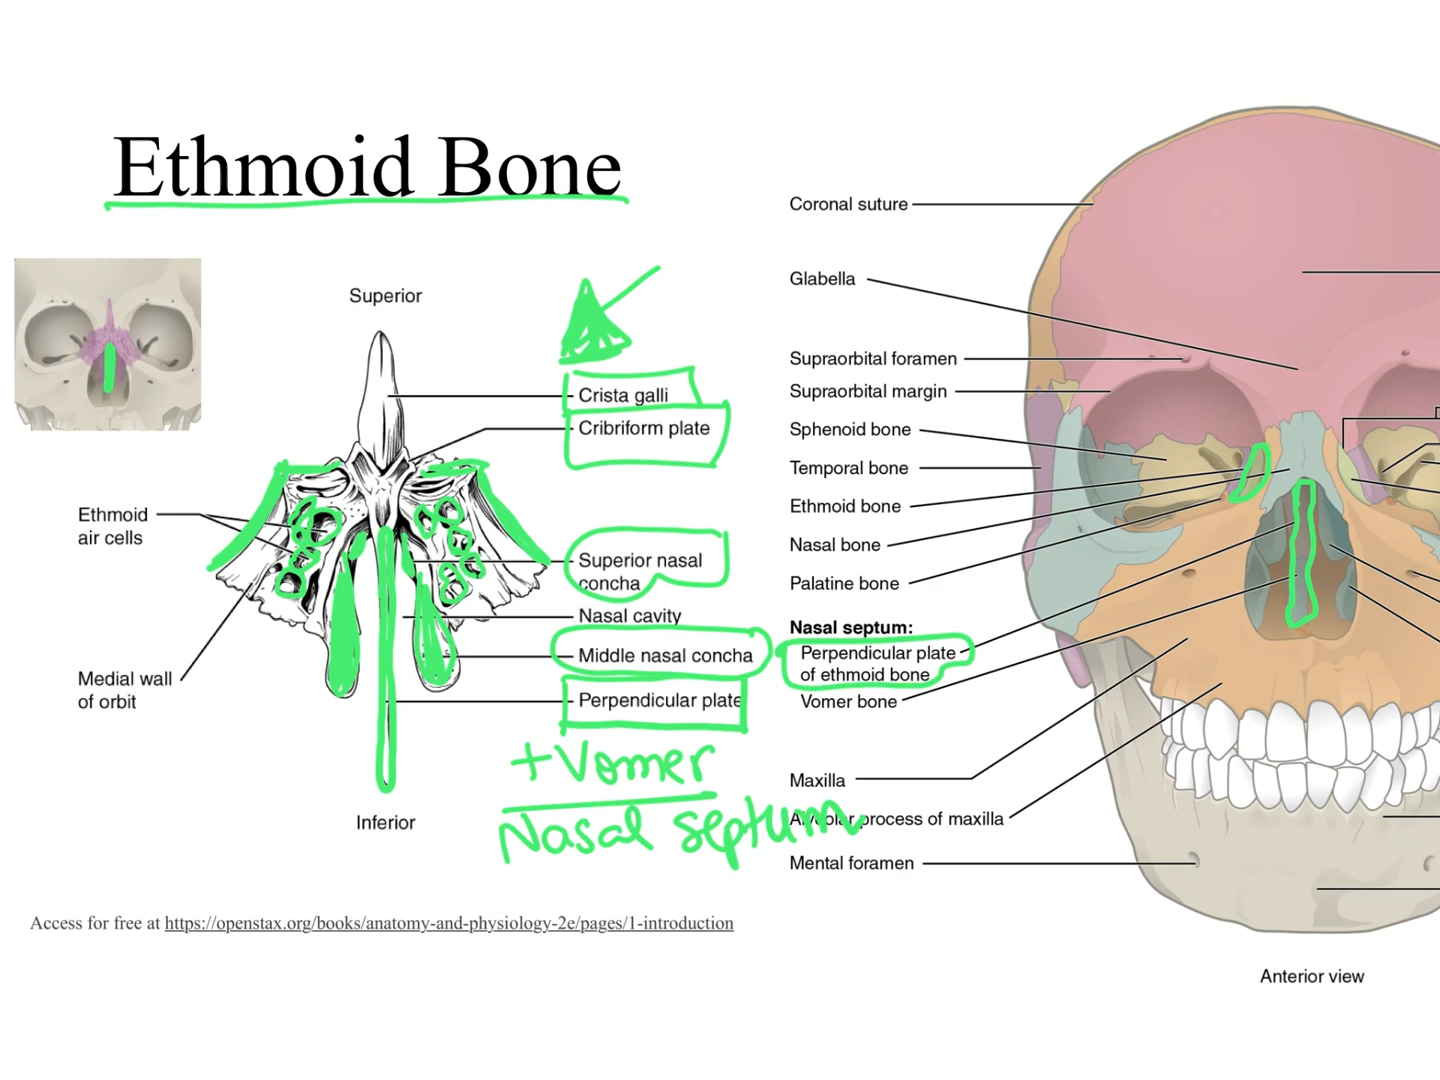 Ethmoid Bone
Superior
Crista galli
Cribriform plate
Ethmoid
air cells
Superior nasal
concha
Nasal cavity
Middle nasal concha
Medial wall
of orbit
Perpendicular plate
+Vomer
Nasal septum
Inferior
Access for free at https://openstax.org/books/anatomy-and-physiology-2e/pages/1-introduction
Coronal suture
Glabella
Supraorbital foramen
Supraorbital margin
Sphenoid bone
Temporal bone
Ethmoid bone
Nasal bone
Palatine bone
Nasal septum:
Perpendicular plate
of ethmoid bone
Vomer bone
Maxilla
Alveolar process of maxilla
Mental foramen
Anterior view